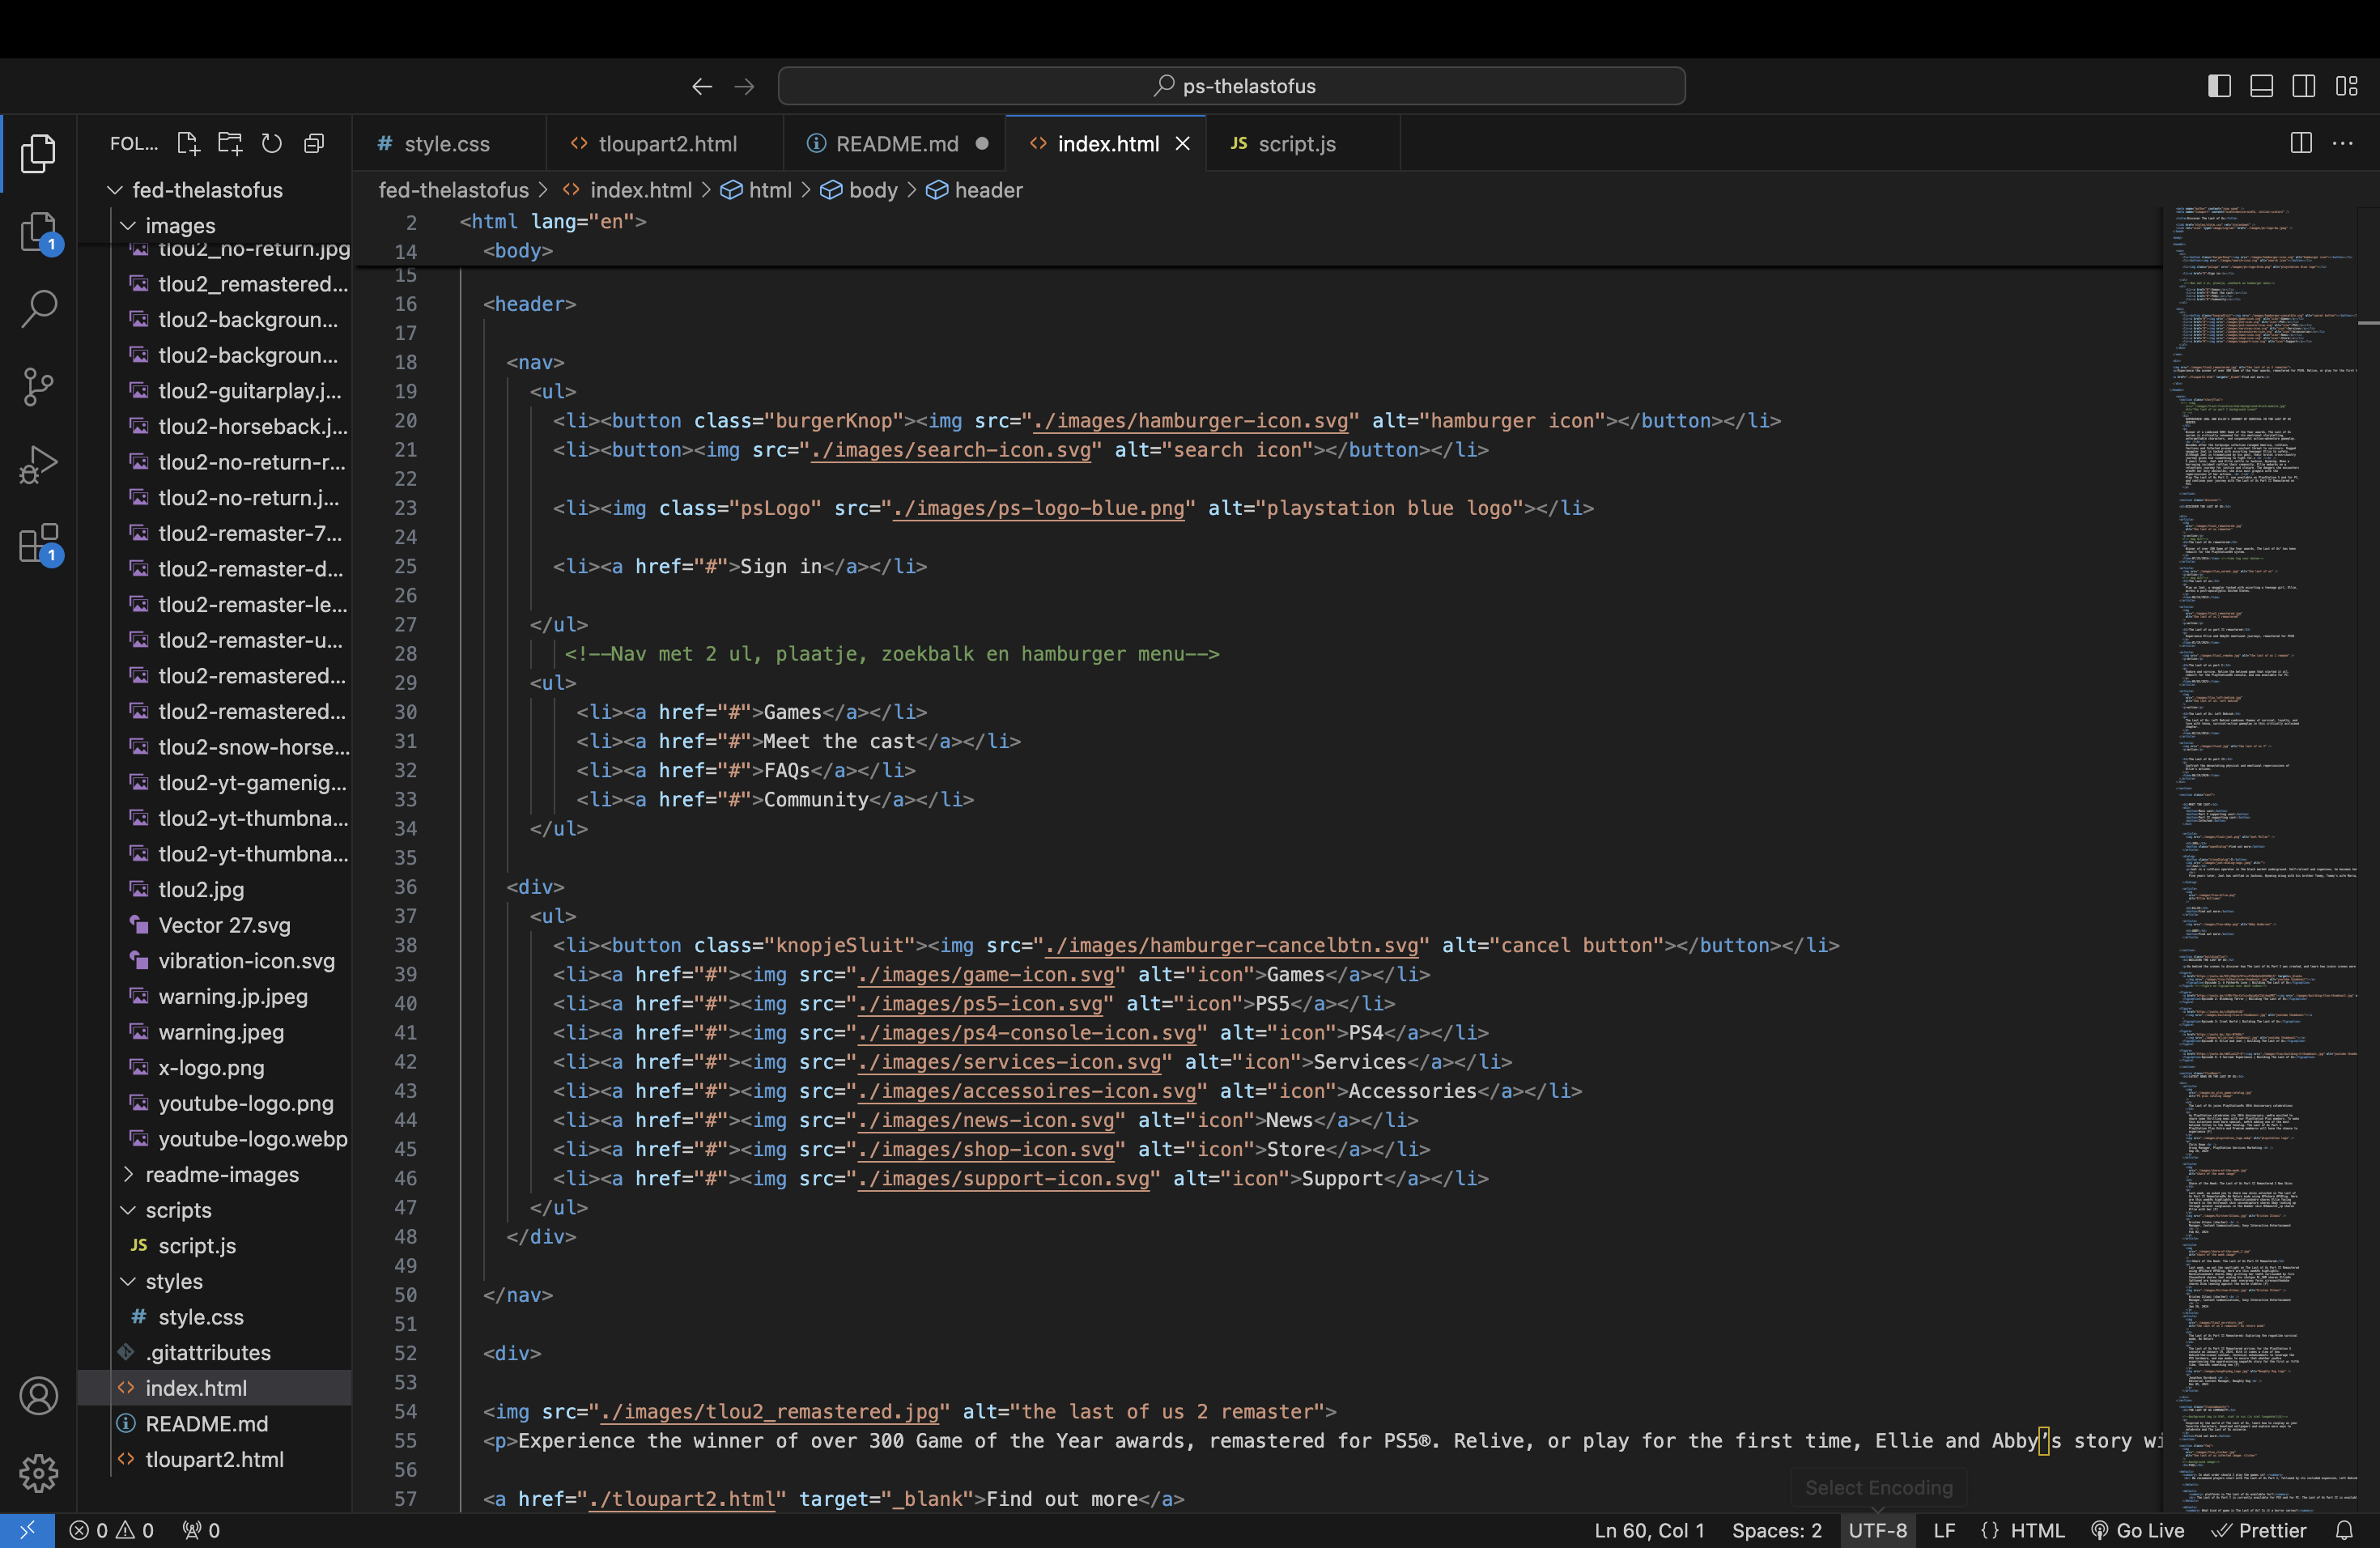 ps-thelastofus
FOL...
# style.css
<> tloupart2.html
README.md
<> index.html
JS script.js
fed-thelastofus > <> index.html > html > body > header
fed-thelastofus
images
tlou2_no-return.jpg
tlou2_remastered...
tlou2-backgroun...
tlou2-backgroun...
tlou2-guitarplay.j...
tlou2-horseback.j...
tlou2-no-return-r...
tlou2-no-return.j...
tlou2-remaster-7...
tlou2-remaster-d...
tlou2-remaster-le...
tlou2-remaster-u...
tlou2-remastered...
tlou2-remastered...
tlou2-snow-horse...
tlou2-yt-gamenig...
tlou2-yt-thumbna...
tlou2-yt-thumbna...
tlou2.jpg
Vector 27.svg
vibration-icon.svg
warning.jp.jpeg
warning.jpeg
x-logo.png
youtube-logo.png
youtube-logo.webp
readme-images
scripts
JS script.js
styles
# style.css
.gitattributes
<> index.html
README.md
<> tloupart2.html
1
1
2 <html lang="en">
14 <body>
15
16 <header>
17
18 <nav>
19 <ul>
20 <li><button class="burgerKnop"><img src="./images/hamburger-icon.svg" alt="hamburger icon"></button></li>
21 <li><button><img src="./images/search-icon.svg" alt="search icon"></button></li>
22
23 <li><img class="psLogo" src="./images/ps-logo-blue.png" alt="playstation blue logo"></li>
24
25 <li><a href="#">Sign in</a></li>
26
27 </ul>
28 <!--Nav met 2 ul, plaatje, zoekbalk en hamburger menu-->
29 <ul>
30 <li><a href="#">Games</a></li>
31 <li><a href="#">Meet the cast</a></li>
32 <li><a href="#">FAQs</a></li>
33 <li><a href="#">Community</a></li>
34 </ul>
35
36 <div>
37 <ul>
38 <li><button class="knopjeSluit"><img src="./images/hamburger-cancelbtn.svg" alt="cancel button"></button></li>
39 <li><a href="#"><img src="./images/game-icon.svg" alt="icon">Games</a></li>
40 <li><a href="#"><img src="./images/ps5-icon.svg" alt="icon">PS5</a></li>
41 <li><a href="#"><img src="./images/ps4-console-icon.svg" alt="icon">PS4</a></li>
42 <li><a href="#"><img src="./images/services-icon.svg" alt="icon">Services</a></li>
43 <li><a href="#"><img src="./images/accessoires-icon.svg" alt="icon">Accessories</a></li>
44 <li><a href="#"><img src="./images/news-icon.svg" alt="icon">News</a></li>
45 <li><a href="#"><img src="./images/shop-icon.svg" alt="icon">Store</a></li>
46 <li><a href="#"><img src="./images/support-icon.svg" alt="icon">Support</a></li>
47 </ul>
48 </div>
49
50 </nav>
51
52 <div>
53
54 <img src="./images/tlou2_remastered.jpg" alt="the last of us 2 remaster">
55 <p>Experience the winner of over 300 Game of the Year awards, remastered for PS5®. Relive, or play for the first time, Ellie and Abby’s story wi
56
57 <a href="./tloupart2.html" target="_blank">Find out more</a>
Select Encoding
0 0 0
Ln 60, Col 1 Spaces: 2 UTF-8 LF {} HTML Go Live Prettier